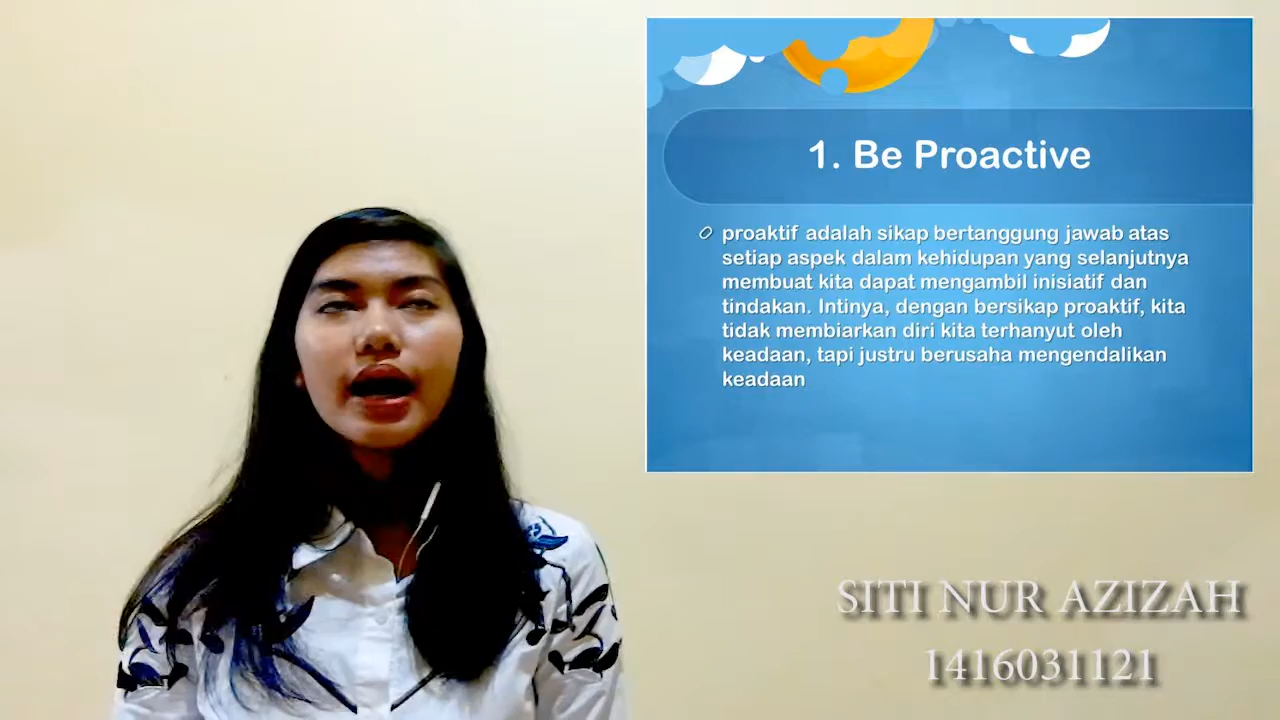 1. Be Proactive
proaktif adalah sikap bertanggung jawab atas
setiap aspek dalam kehidupan yang selanjutnya
membuat kita dapat mengambil inisiatif dan
tindakan. Intinya, dengan bersikap proaktif, kita
tidak membiarkan diri kita terhanyut oleh
keadaan, tapi justru berusaha mengendalikan
keadaan
SITI NUR AZIZAH
1416031121